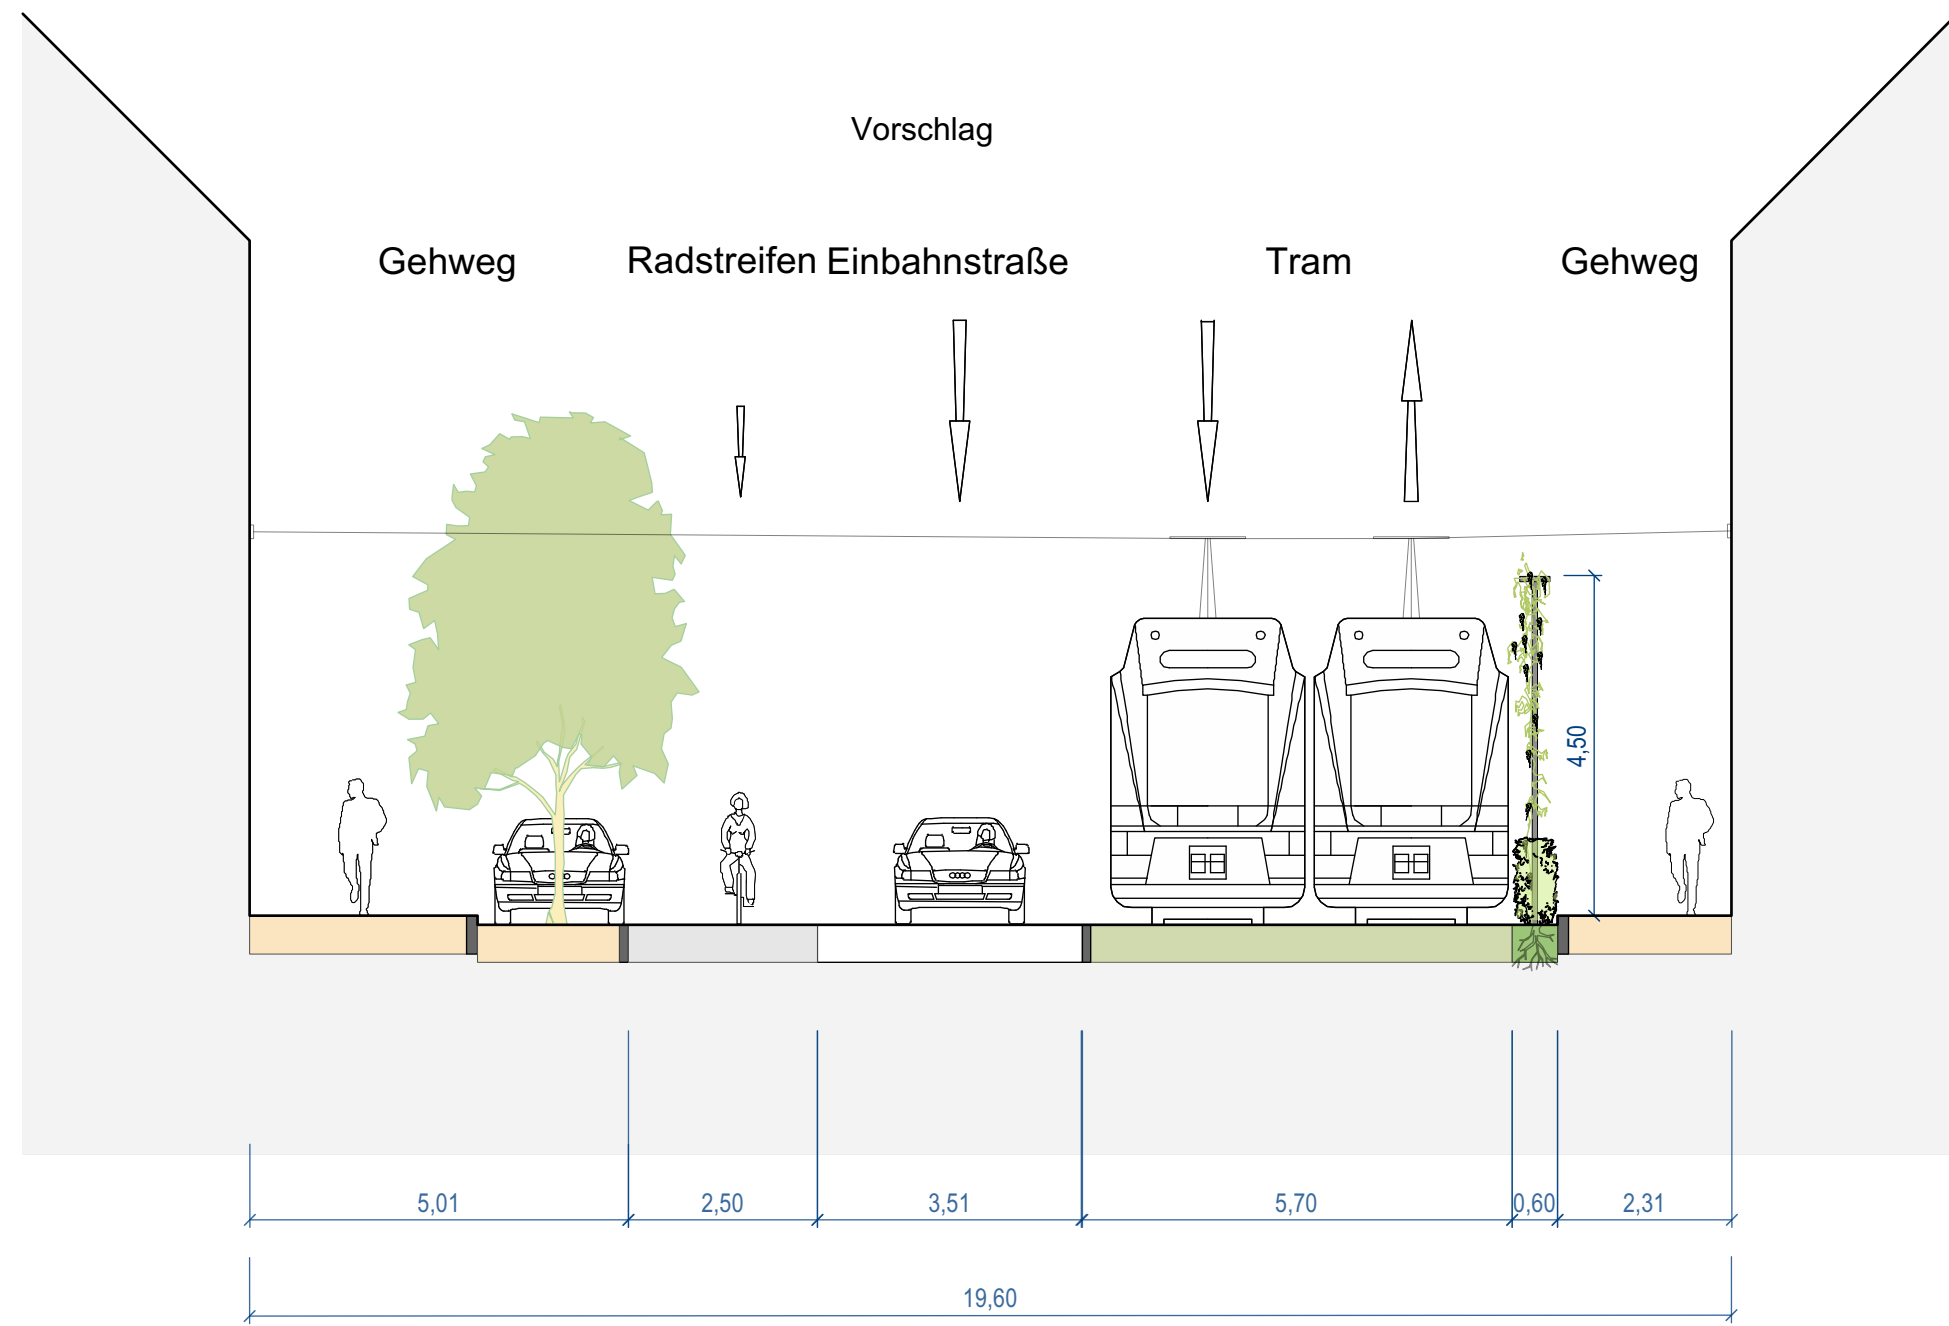 Vorschlag
Gehweg Radstreifen Einbahnstraße Tram Gehweg
4,50
5,01 2,50 3,51 5,70 0,60 2,31
19,60